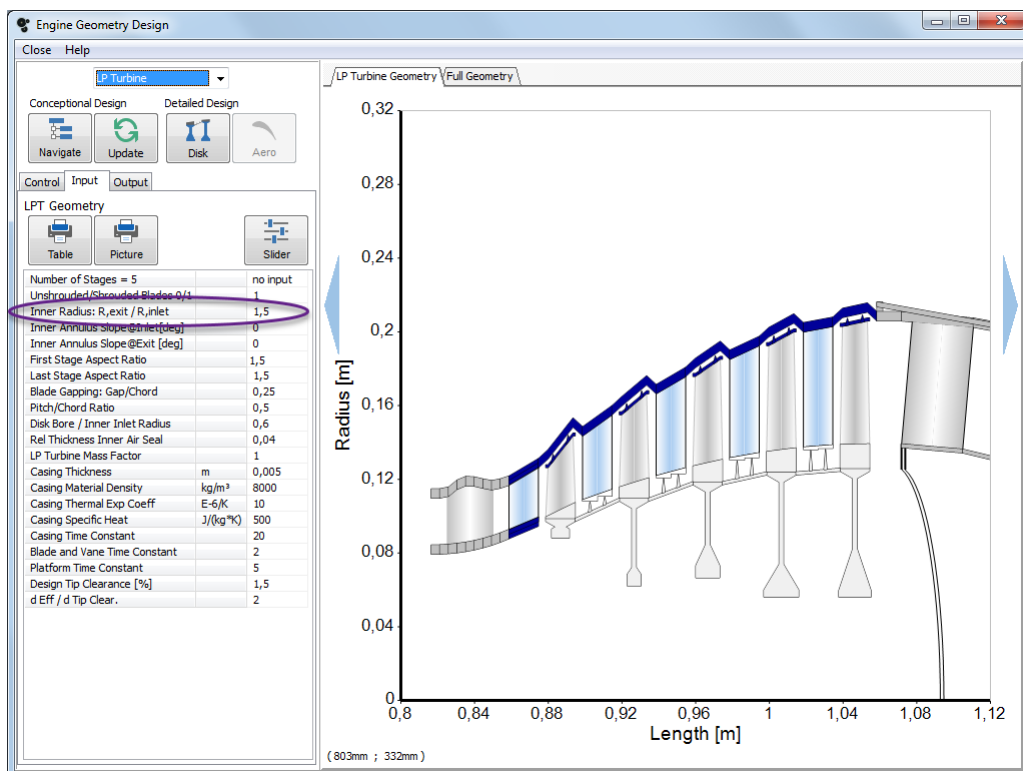 Engine Geometry Design
Close Help
LP Turbine
Conceptional Design Detailed Design
Navigate Update Disk Aero
Control Input Output
LPT Geometry
Table Picture Slider
Number of Stages = 5 no input
Unshrouded/Shrouded Blades 0/1 1
Inner Radius: R,exit / R,inlet 1,5
Inner Annulus Slope@Inlet[deg] 0
Inner Annulus Slope@Exit [deg] 0
First Stage Aspect Ratio 1,5
Last Stage Aspect Ratio 1,5
Blade Gapping: Gap/Chord 0,25
Pitch/Chord Ratio 0,5
Disk Bore / Inner Inlet Radius 0,6
Rel Thickness Inner Air Seal 0,04
LP Turbine Mass Factor 1
Casing Thickness m 0,005
Casing Material Density kg/m³ 8000
Casing Thermal Exp Coeff E-6/K 10
Casing Specific Heat J/(kg*K) 500
Casing Time Constant 20
Blade and Vane Time Constant 2
Platform Time Constant 5
Design Tip Clearance [%] 1,5
d Eff / d Tip Clear. 2
LP Turbine Geometry Full Geometry
0,32
0,28
0,24
0,2
0,16
0,12
0,08
0,04
0
Radius [m]
0,8 0,84 0,88 0,92 0,96 1 1,04 1,08 1,12
Length [m]
(803mm ; 332mm)